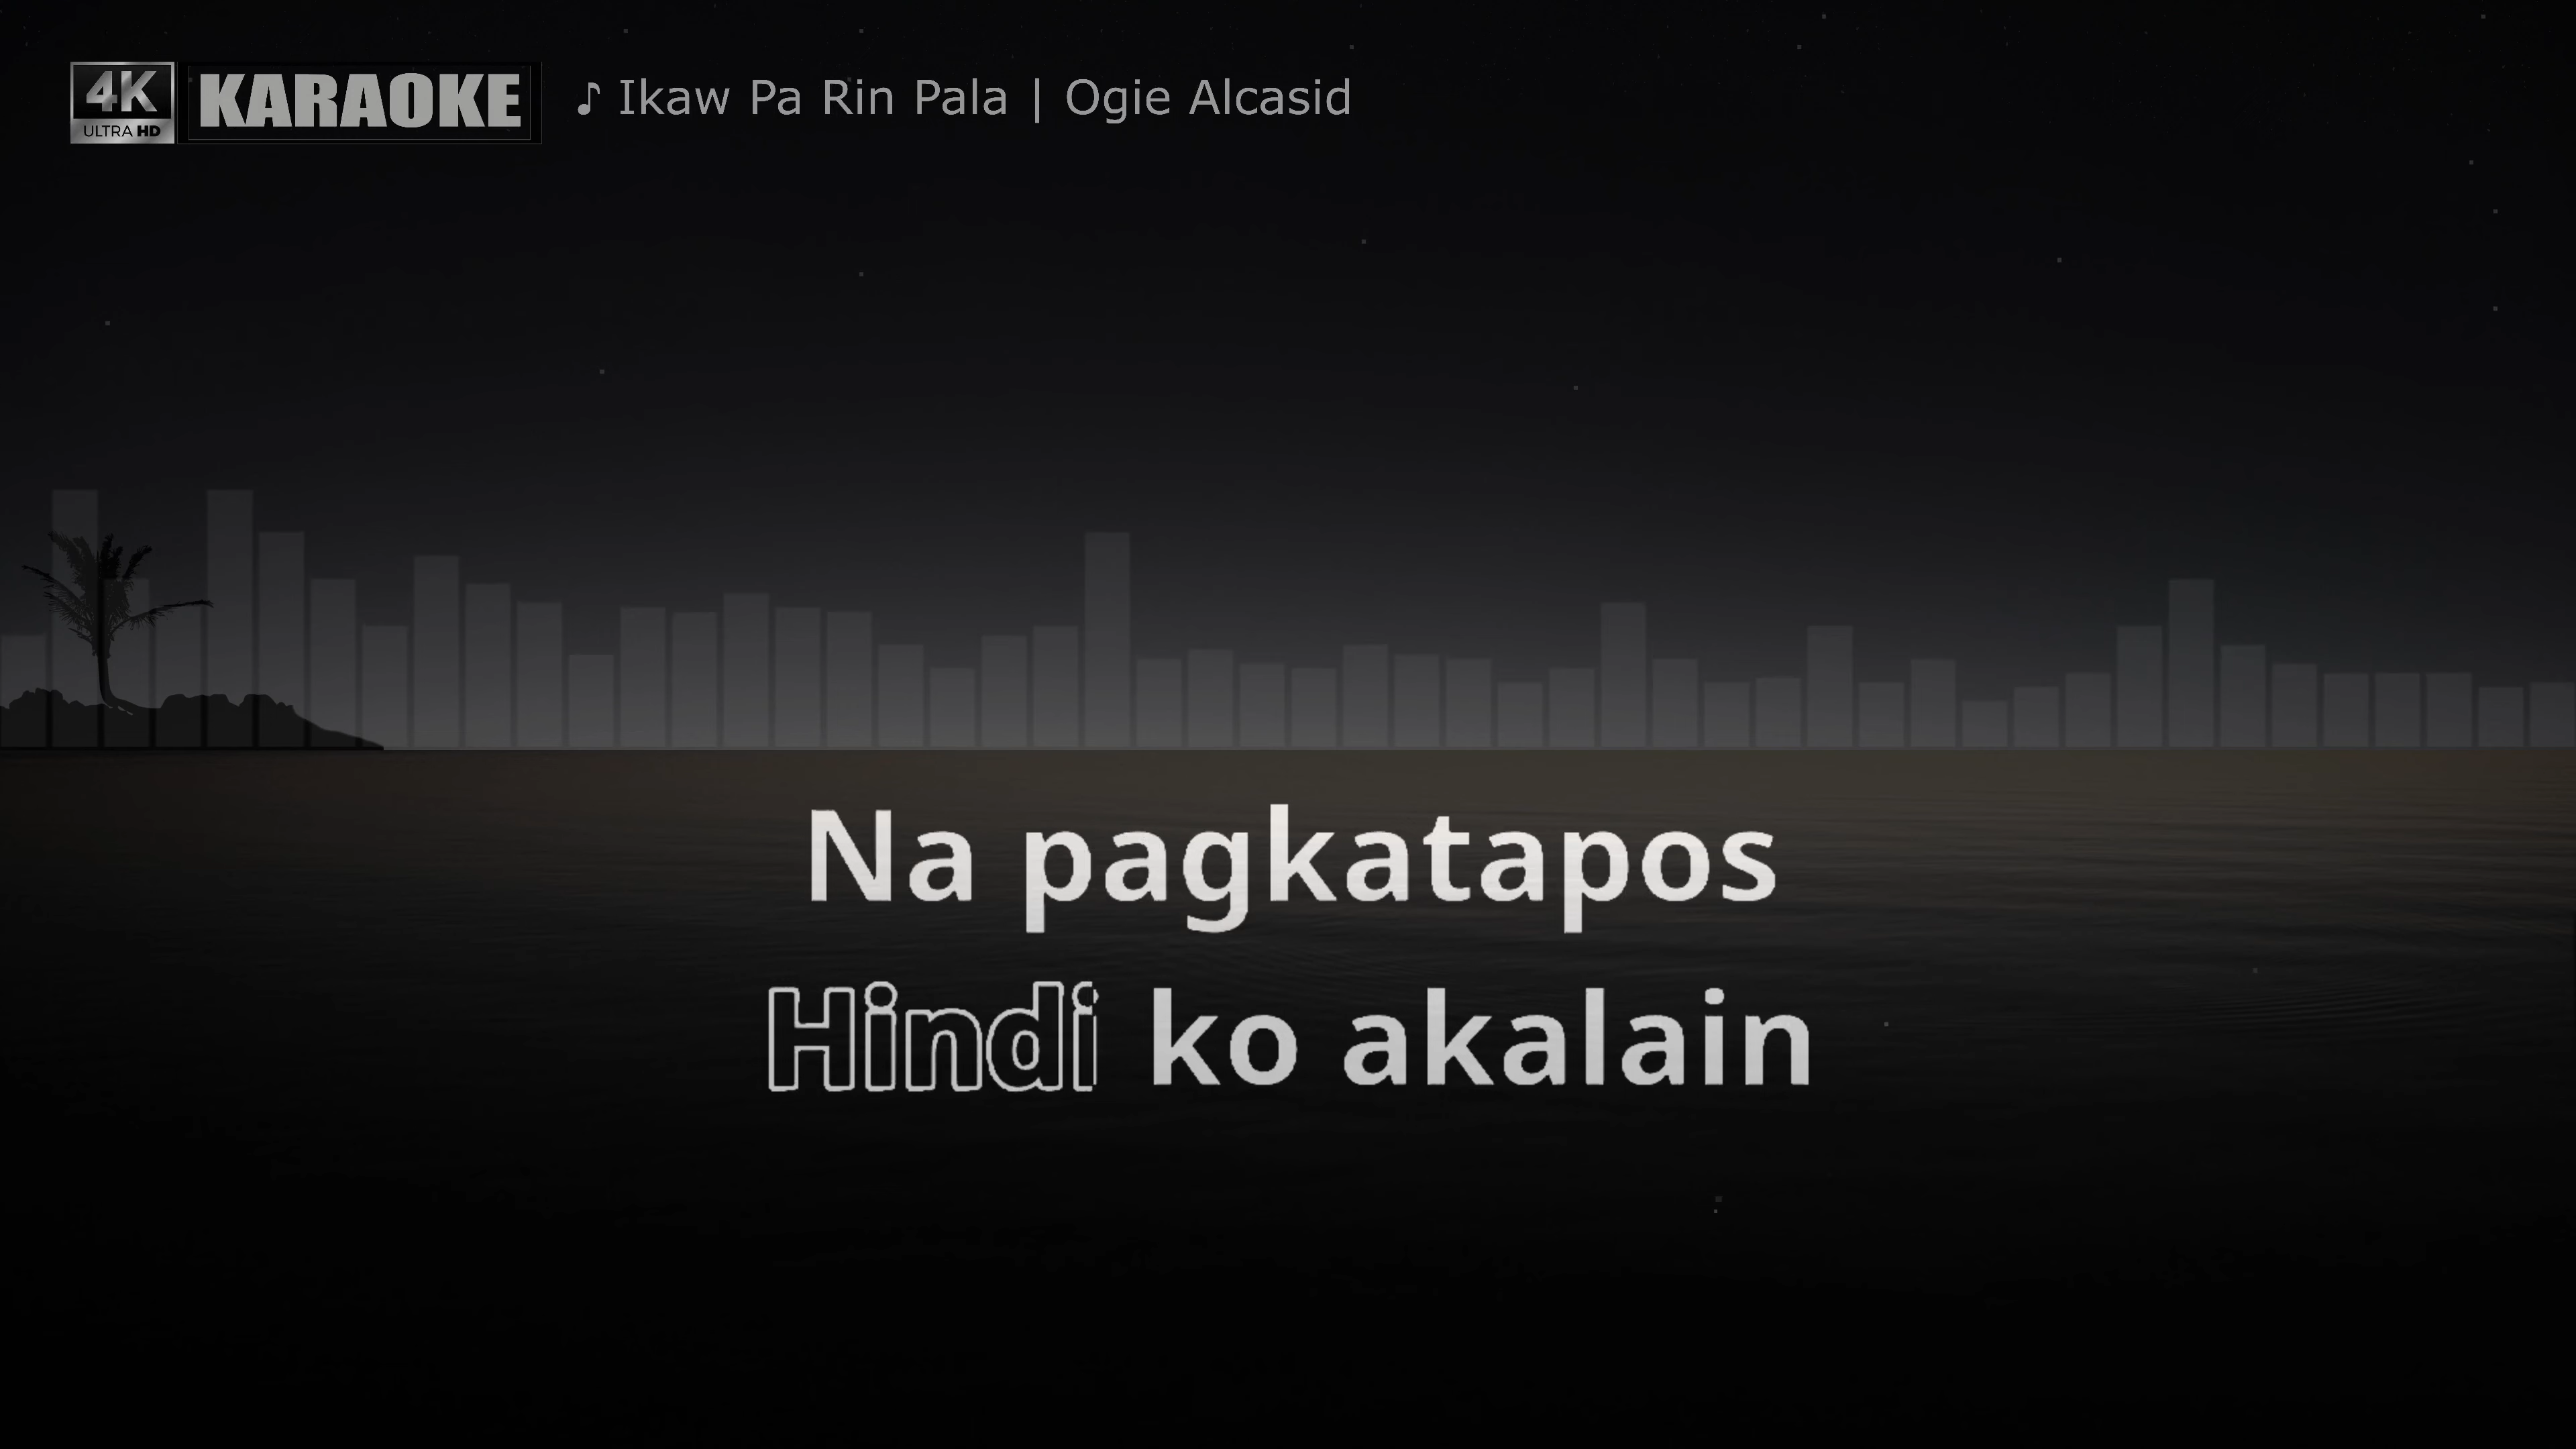 4K
ULTRA HD
KARAOKE
♪ Ikaw Pa Rin Pala | Ogie Alcasid
Na pagkatapos
Hindi ko akalain